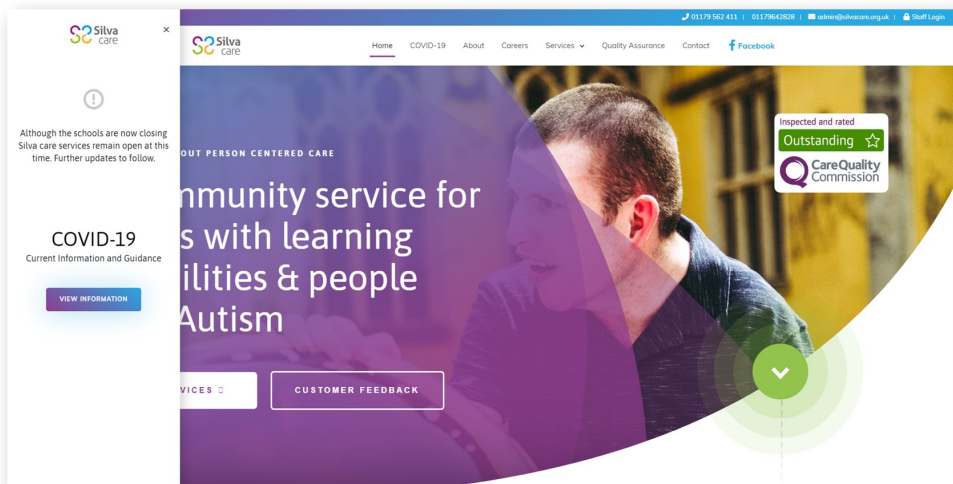 01179 562 411 | 01179642828 | admin@silvacare.org.uk | Staff Login
Silva
care
×
Silva
care
Home COVID-19 About Careers Services Quality Assurance Contact Facebook
Although the schools are now closing
Silva care services remain open at this
time. Further updates to follow.
COVID-19
Current Information and Guidance
VIEW INFORMATION
OUT PERSON CENTERED CARE
mmunity service for
s with learning
ilities & people
Autism
VICES
CUSTOMER FEEDBACK
Inspected and rated
Outstanding
CareQuality
Commission